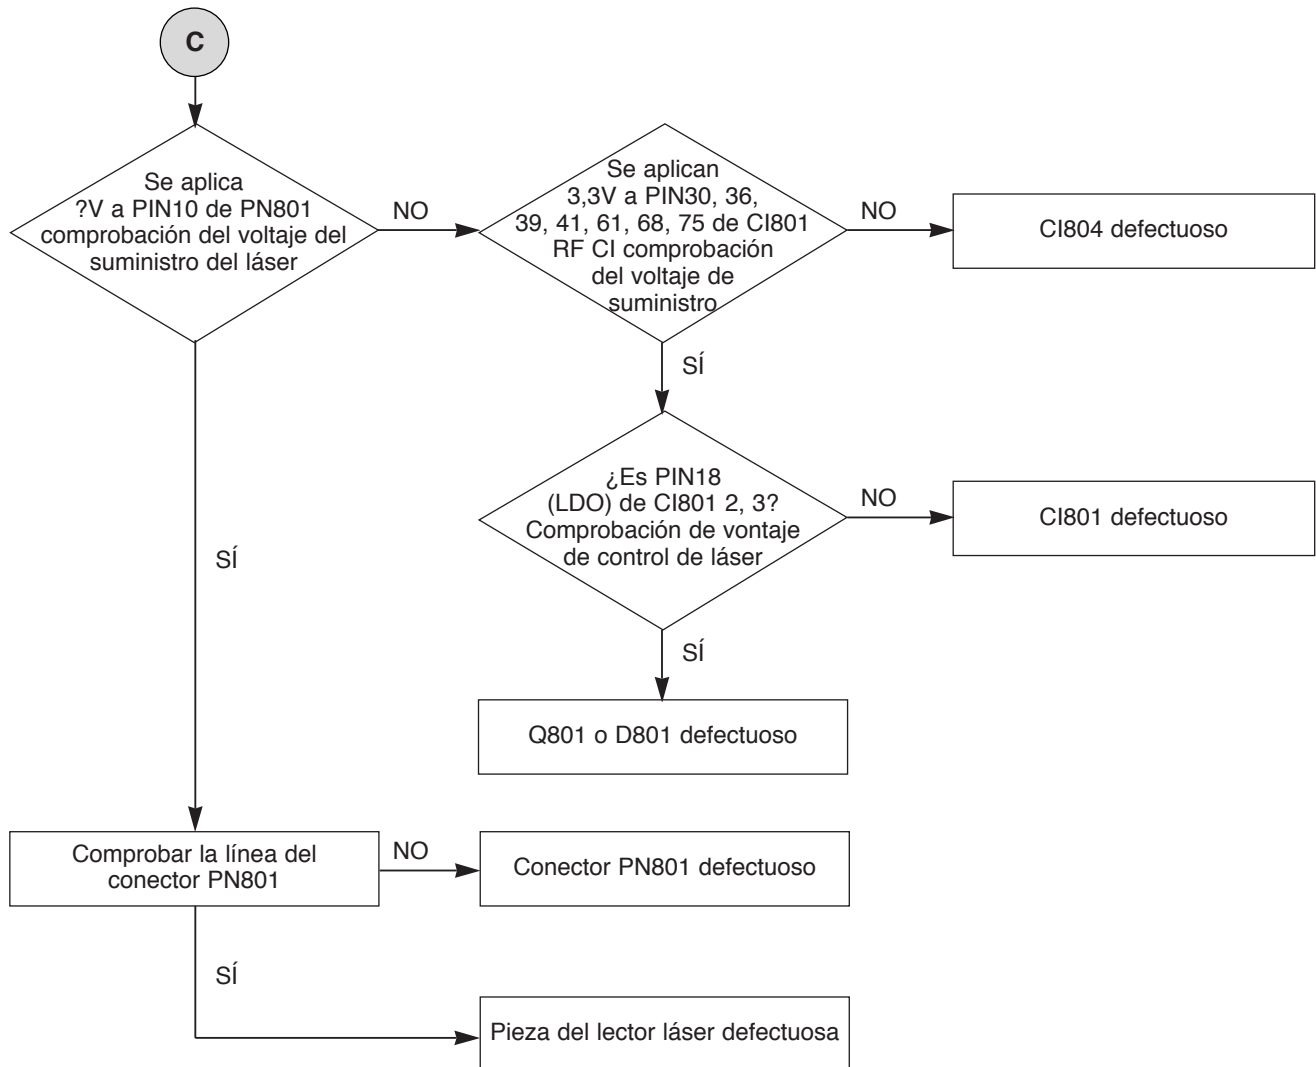 C
Se aplica
?V a PIN10 de PN801
comprobación del voltaje del
suministro del láser
NO
Se aplican
3,3V a PIN30, 36,
39, 41, 61, 68, 75 de CI801
RF CI comprobación
del voltaje de
suministro
NO
CI804 defectuoso
SÍ
¿Es PIN18
(LDO) de CI801 2, 3?
Comprobación de vontaje
de control de láser
NO
CI801 defectuoso
SÍ
SÍ
Q801 o D801 defectuoso
Comprobar la línea del
conector PN801
NO
Conector PN801 defectuoso
SÍ
Pieza del lector láser defectuosa